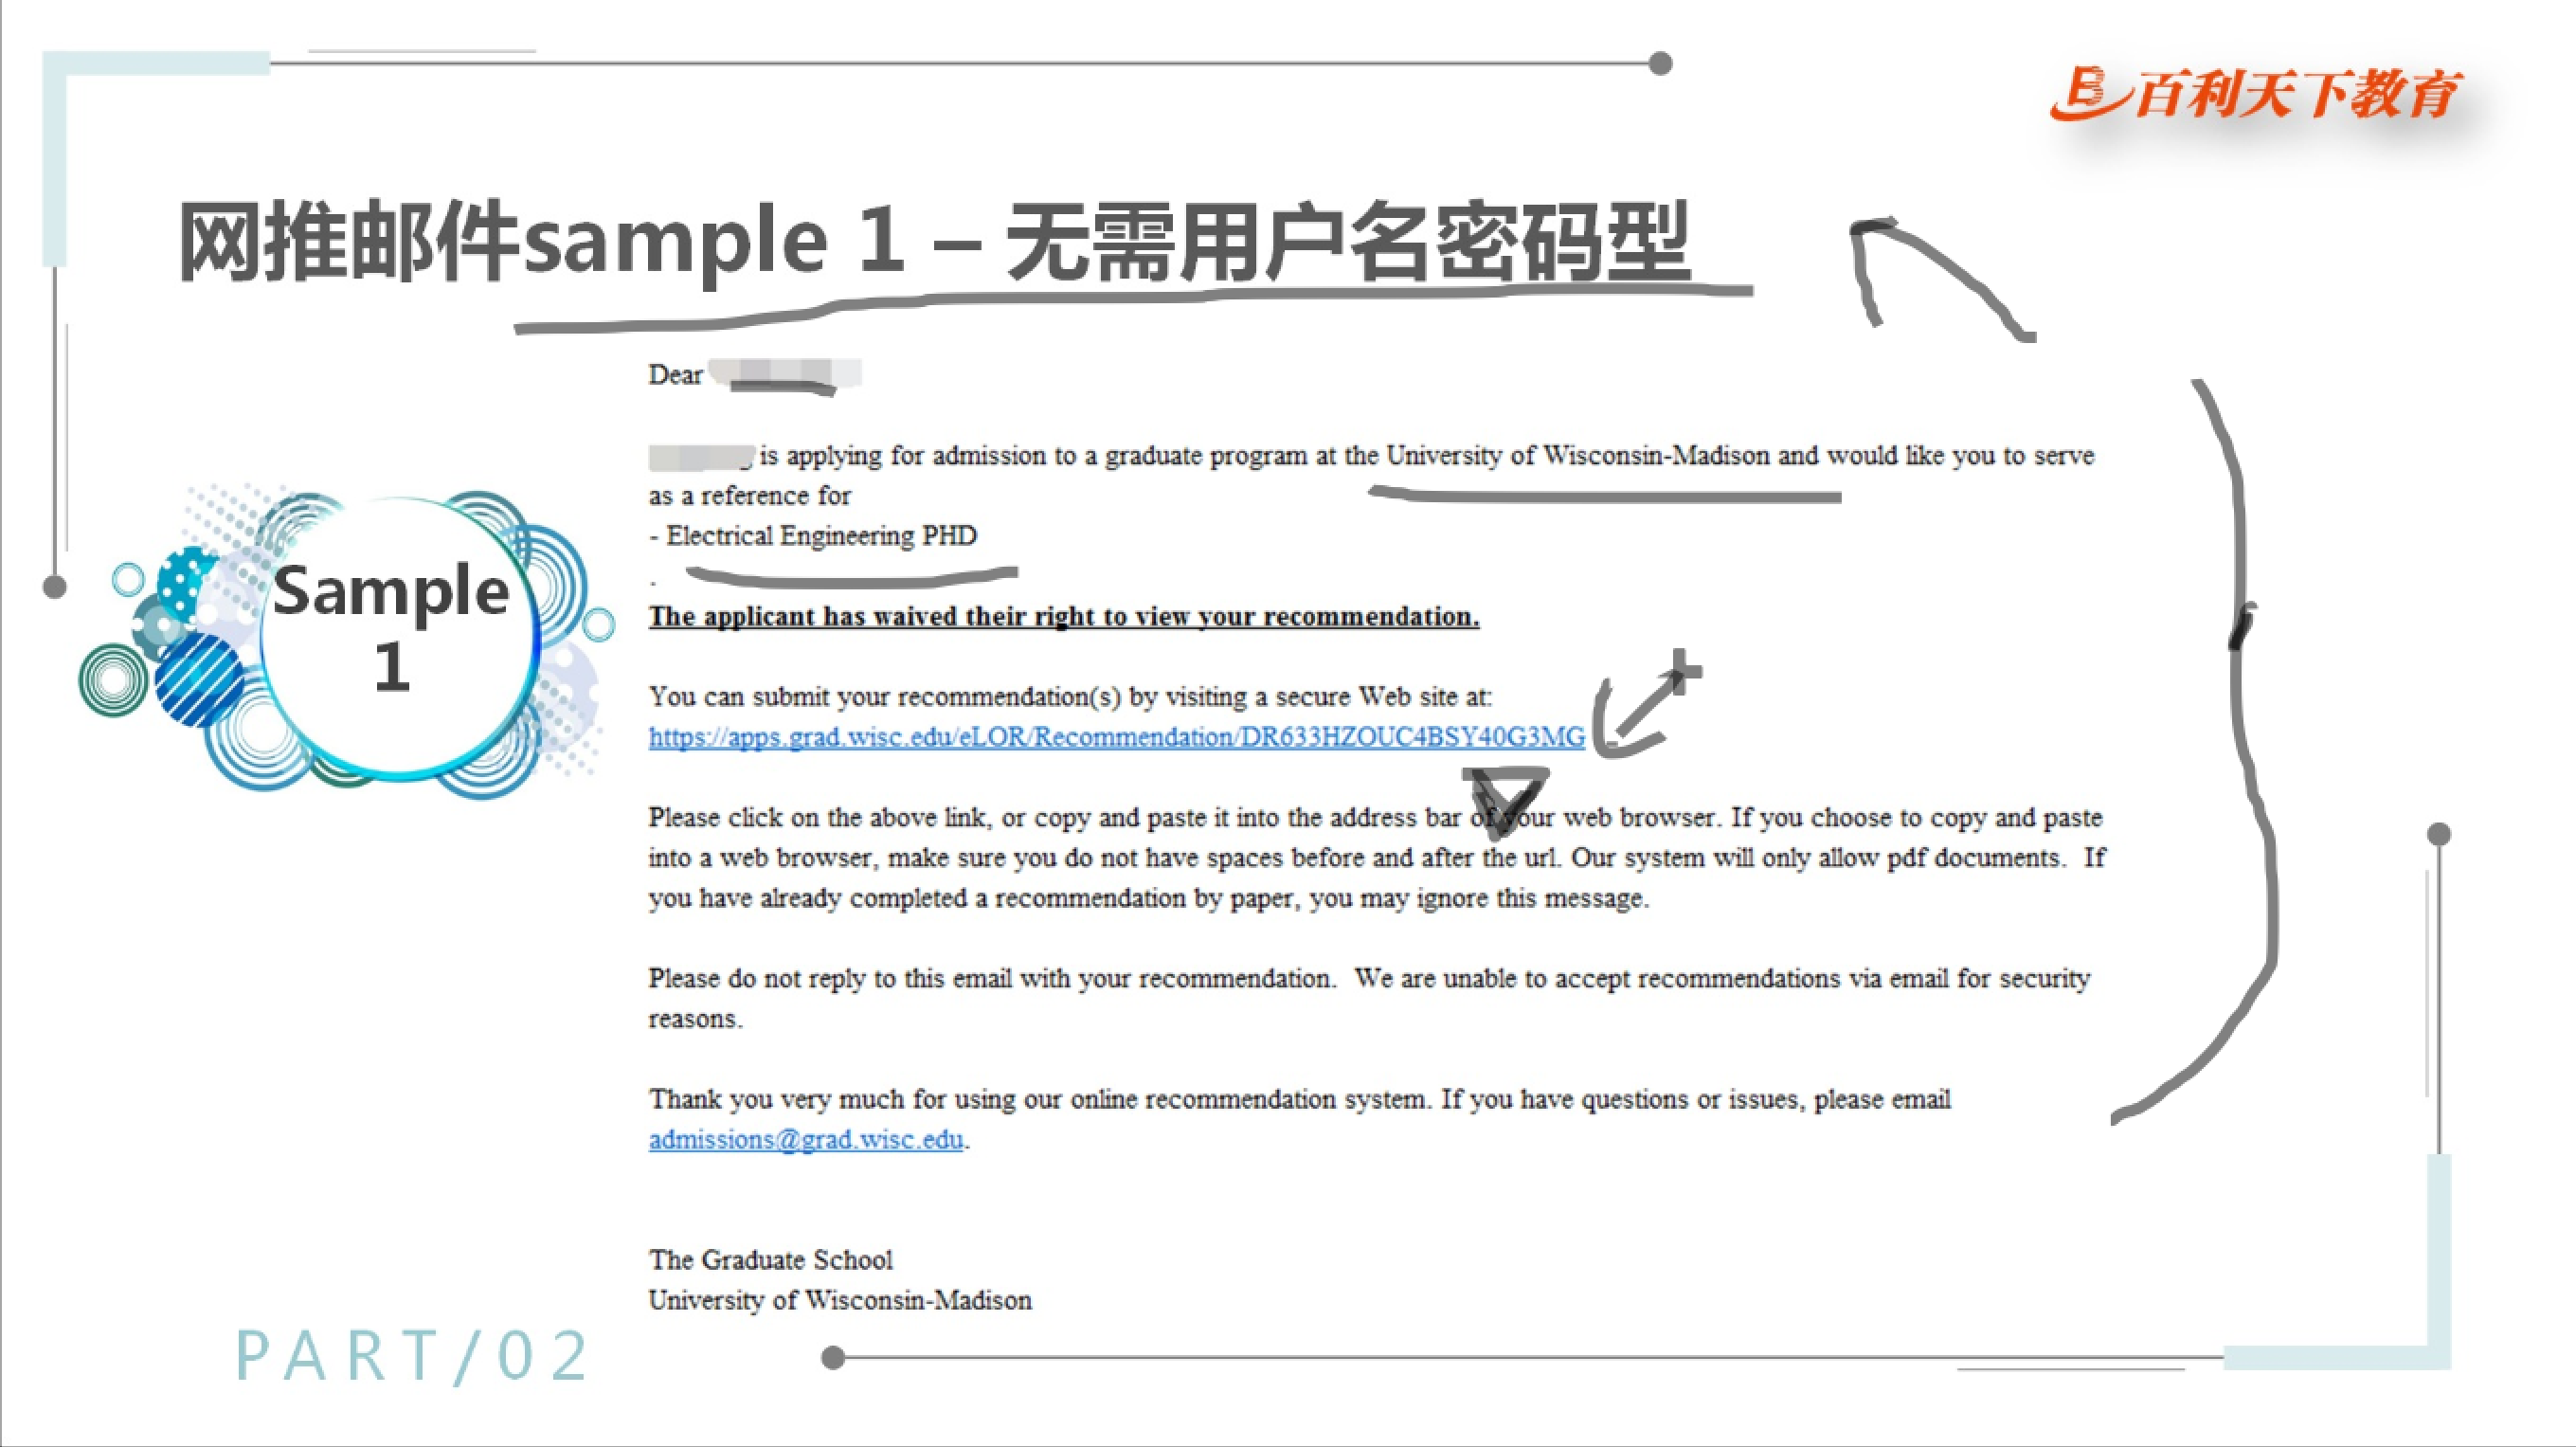 百利天下教育
网推邮件sample 1 – 无需用户名密码型
Dear
is applying for admission to a graduate program at the University of Wisconsin-Madison and would like you to serve
as a reference for
- Electrical Engineering PHD
.
The applicant has waived their right to view your recommendation.
You can submit your recommendation(s) by visiting a secure Web site at:
https://apps.grad.wisc.edu/eLOR/Recommendation/DR633HZOUC4BSY40G3MG
Please click on the above link, or copy and paste it into the address bar of your web browser. If you choose to copy and paste
into a web browser, make sure you do not have spaces before and after the url. Our system will only allow pdf documents.  If
you have already completed a recommendation by paper, you may ignore this message.
Please do not reply to this email with your recommendation.  We are unable to accept recommendations via email for security
reasons.
Thank you very much for using our online recommendation system. If you have questions or issues, please email
admissions@grad.wisc.edu.
The Graduate School
University of Wisconsin-Madison
Sample
1
PART/02